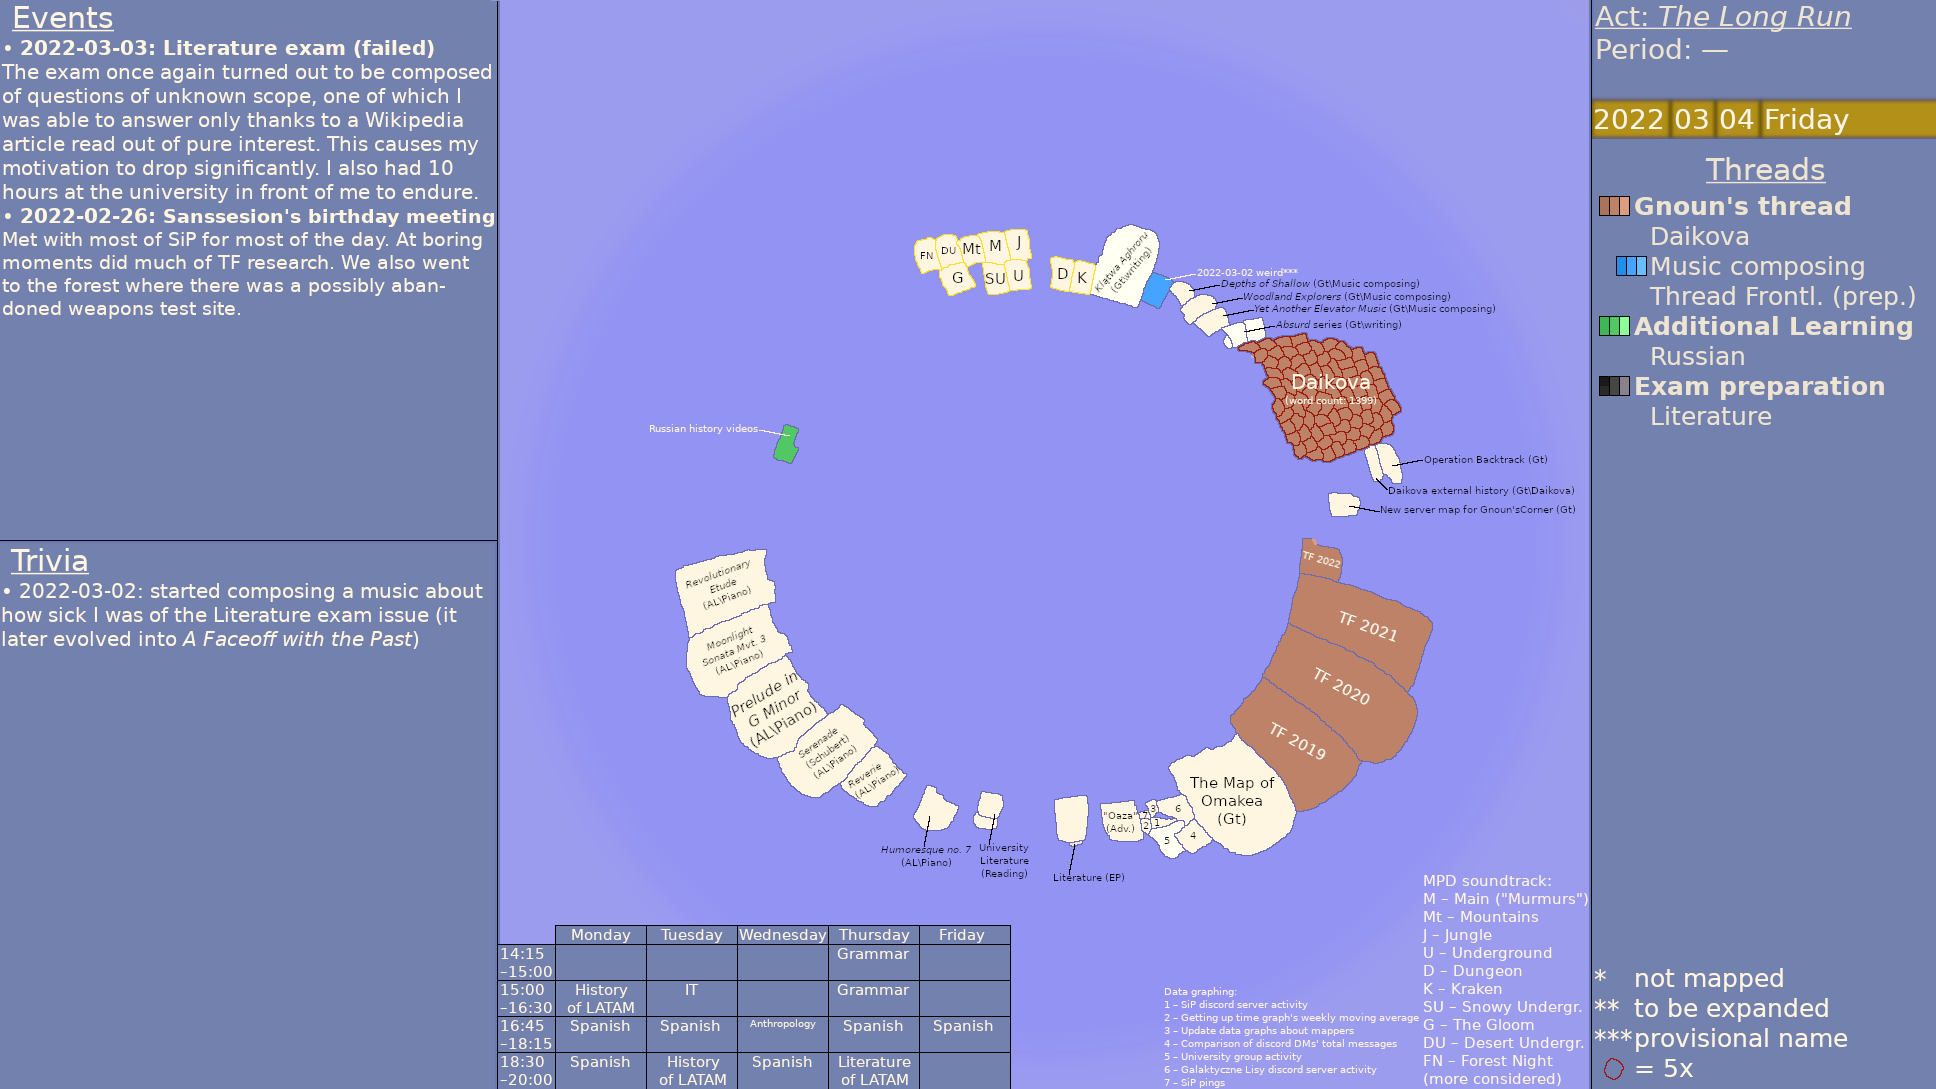 Events
• 2022-03-03: Literature exam (failed)
The exam once again turned out to be composed
of questions of unknown scope, one of which I
was able to answer only thanks to a Wikipedia
article read out of pure interest. This causes my
motivation to drop significantly. I also had 10
hours at the university in front of me to endure.
• 2022-02-26: Sanssesion's birthday meeting
Met with most of SiP for most of the day. At boring
moments did much of TF research. We also went
to the forest where there was a possibly aban-
doned weapons test site.
Trivia
• 2022-03-02: started composing a music about
how sick I was of the Literature exam issue (it
later evolved into A Faceoff with the Past)
FN
DU
Mt
M
J
G
SU
U
D
K
Klątwa Aghroru
(Gt\writing)
2022-03-02 weird***
Depths of Shallow (Gt\Music composing)
Woodland Explorers (Gt\Music composing)
Yet Another Elevator Music (Gt\Music composing)
Absurd series (Gt\writing)
Daikova
(word count: 1399)
Russian history videos
Operation Backtrack (Gt)
Daikova external history (Gt\Daikova)
New server map for Gnoun'sCorner (Gt)
TF 2022
TF 2021
TF 2020
TF 2019
The Map of
Omakea
(Gt)
Revolutionary
Etude
(AL\Piano)
Moonlight
Sonata Mvt. 3
(AL\Piano)
Prelude in
G Minor
(AL\Piano)
Serenade
(Schubert)
(AL\Piano)
Reverie
(AL\Piano)
Humoresque no. 7
(AL\Piano)
University
Literature
(Reading)
Literature (EP)
"Oaza"
(Adv.)
7
3
6
2
1
5
4
Monday Tuesday Wednesday Thursday Friday
14:15
–15:00
Grammar
15:00
–16:30
History
of LATAM
IT
Grammar
16:45
–18:15
Spanish
Spanish
Anthropology
Spanish
Spanish
18:30
–20:00
Spanish
History
of LATAM
Spanish
Literature
of LATAM
Data graphing:
1 – SiP discord server activity
2 – Getting up time graph's weekly moving average
3 – Update data graphs about mappers
4 – Comparison of discord DMs' total messages
5 – University group activity
6 – Galaktyczne Lisy discord server activity
7 – SiP pings
MPD soundtrack:
M – Main ("Murmurs")
Mt – Mountains
J – Jungle
U – Underground
D – Dungeon
K – Kraken
SU – Snowy Undergr.
G – The Gloom
DU – Desert Undergr.
FN – Forest Night
(more considered)
Act: The Long Run
Period: —
2022 03 04 Friday
Threads
Gnoun's thread
Daikova
Music composing
Thread Frontl. (prep.)
Additional Learning
Russian
Exam preparation
Literature
* not mapped
** to be expanded
*** provisional name
= 5x